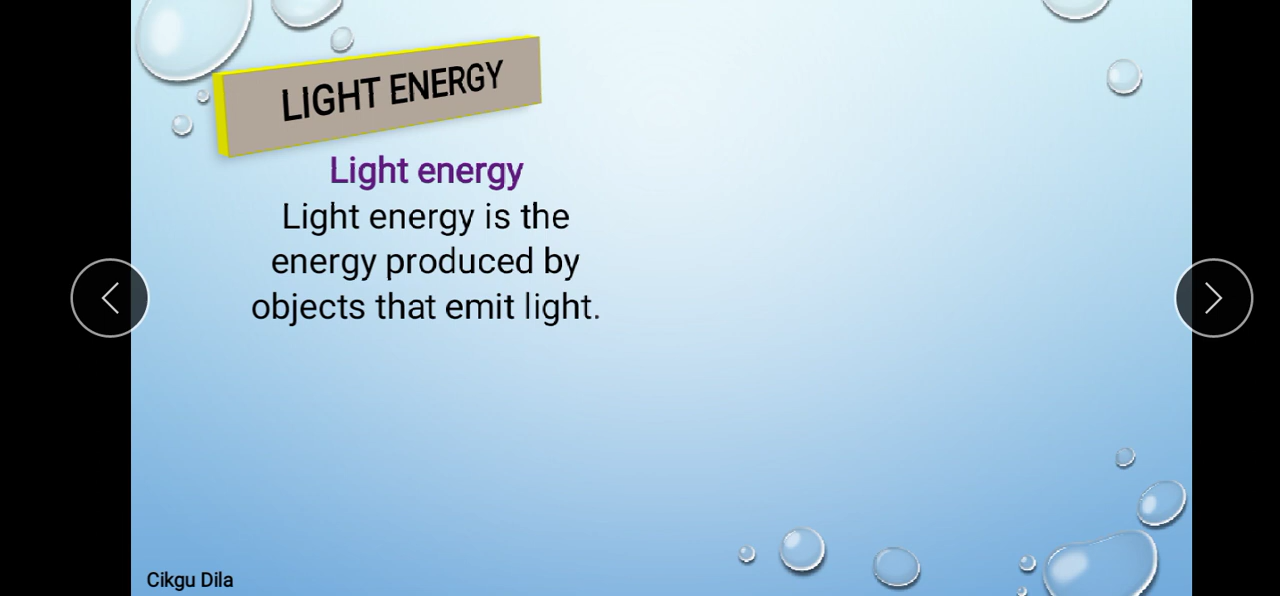 LIGHT ENERGY
Light energy
Light energy is the
energy produced by
objects that emit light.
Cikgu Dila